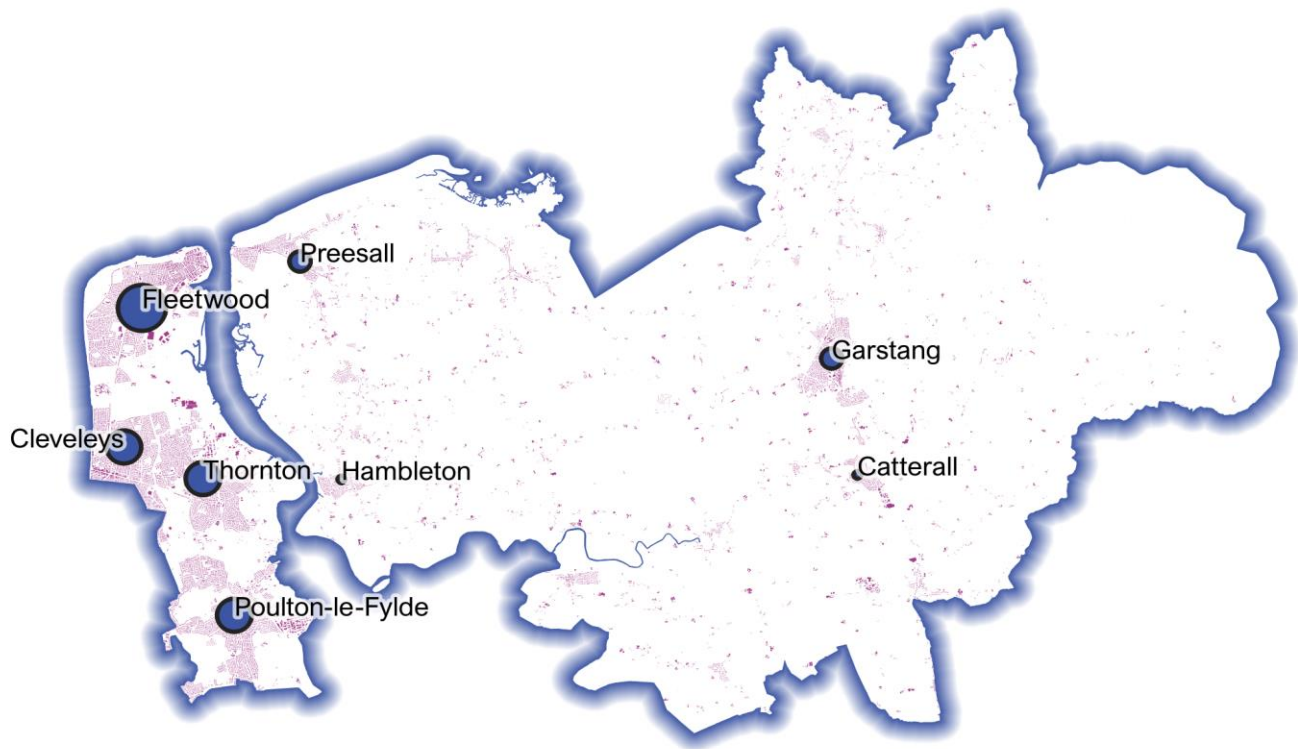 Preesall
Fleetwood
Garstang
Cleveleys
Thornton
Hambleton
Catterall
Poulton-le-Fylde